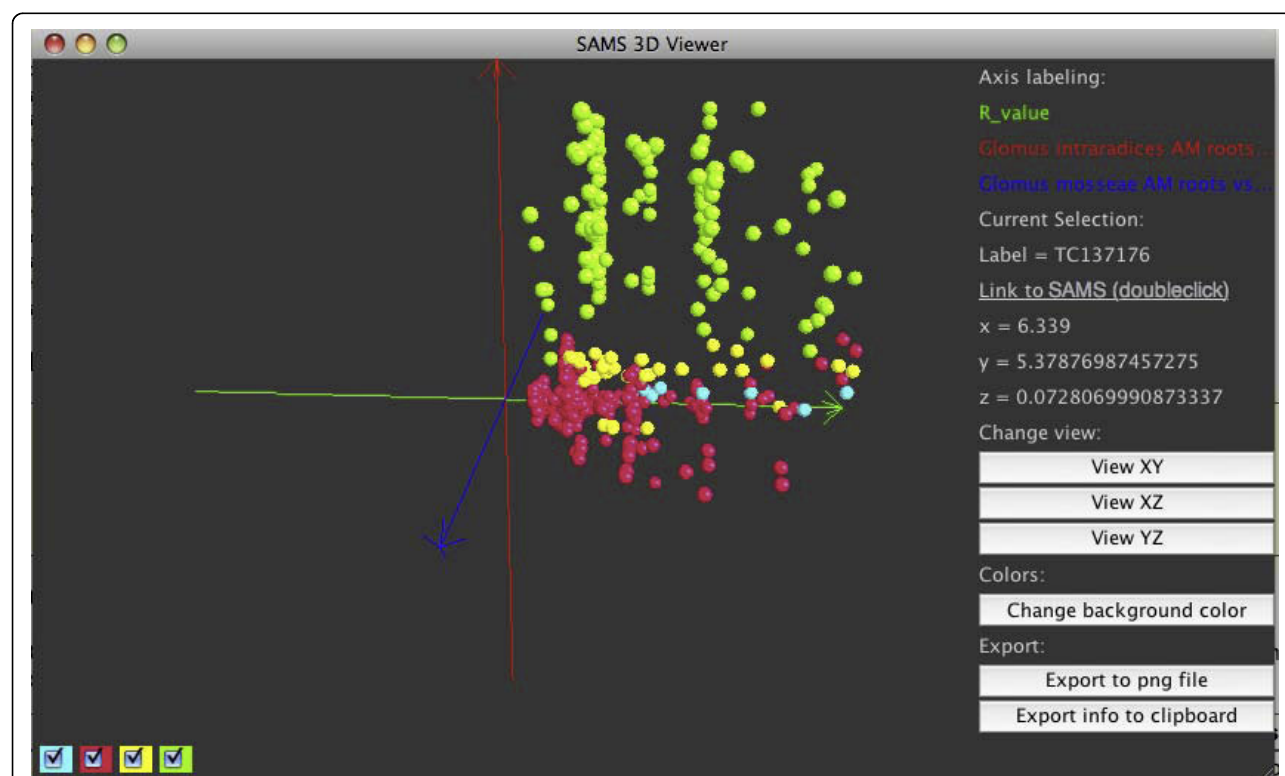 SAMS 3D Viewer
Axis labeling:
R_value
Glomus intraradices AM roots...
Glomus mosseae AM roots vs...
Current Selection:
Label = TC137176
Link to SAMS (doubleclick)
x = 6.339
y = 5.37876987457275
z = 0.0728069990873337
Change view:
View XY
View XZ
View YZ
Colors:
Change background color
Export:
Export to png file
Export info to clipboard